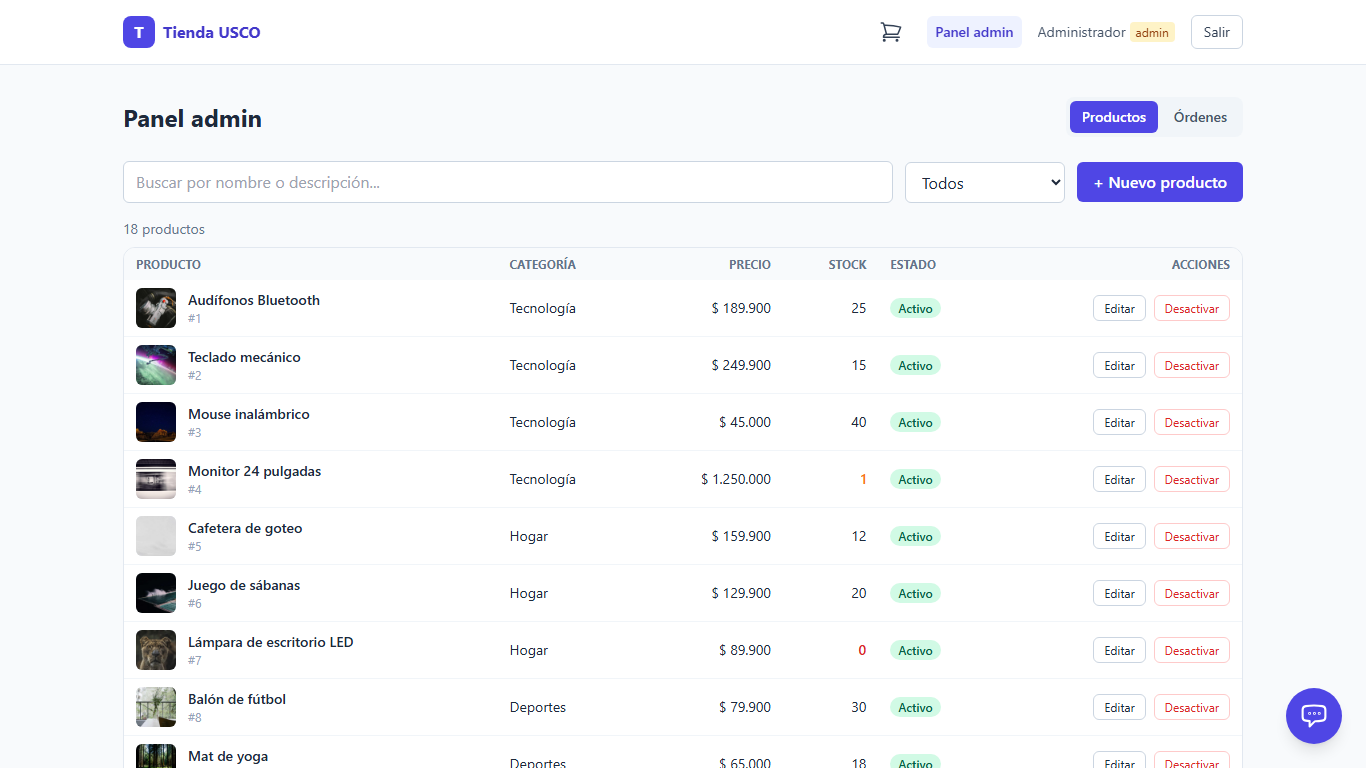 T Tienda USCO Panel admin Administrador admin Salir
Panel admin Productos Órdenes
Buscar por nombre o descripción... Todos + Nuevo producto
18 productos
PRODUCTO CATEGORÍA PRECIO STOCK ESTADO ACCIONES
Audífonos Bluetooth
#1
Tecnología $ 189.900 25 Activo Editar Desactivar
Teclado mecánico
#2
Tecnología $ 249.900 15 Activo Editar Desactivar
Mouse inalámbrico
#3
Tecnología $ 45.000 40 Activo Editar Desactivar
Monitor 24 pulgadas
#4
Tecnología $ 1.250.000 1 Activo Editar Desactivar
Cafetera de goteo
#5
Hogar $ 159.900 12 Activo Editar Desactivar
Juego de sábanas
#6
Hogar $ 129.900 20 Activo Editar Desactivar
Lámpara de escritorio LED
#7
Hogar $ 89.900 0 Activo Editar Desactivar
Balón de fútbol
#8
Deportes $ 79.900 30 Activo Editar Desactivar
Mat de yoga
Deportes $ 65.000 18 Activo Editar Desactivar